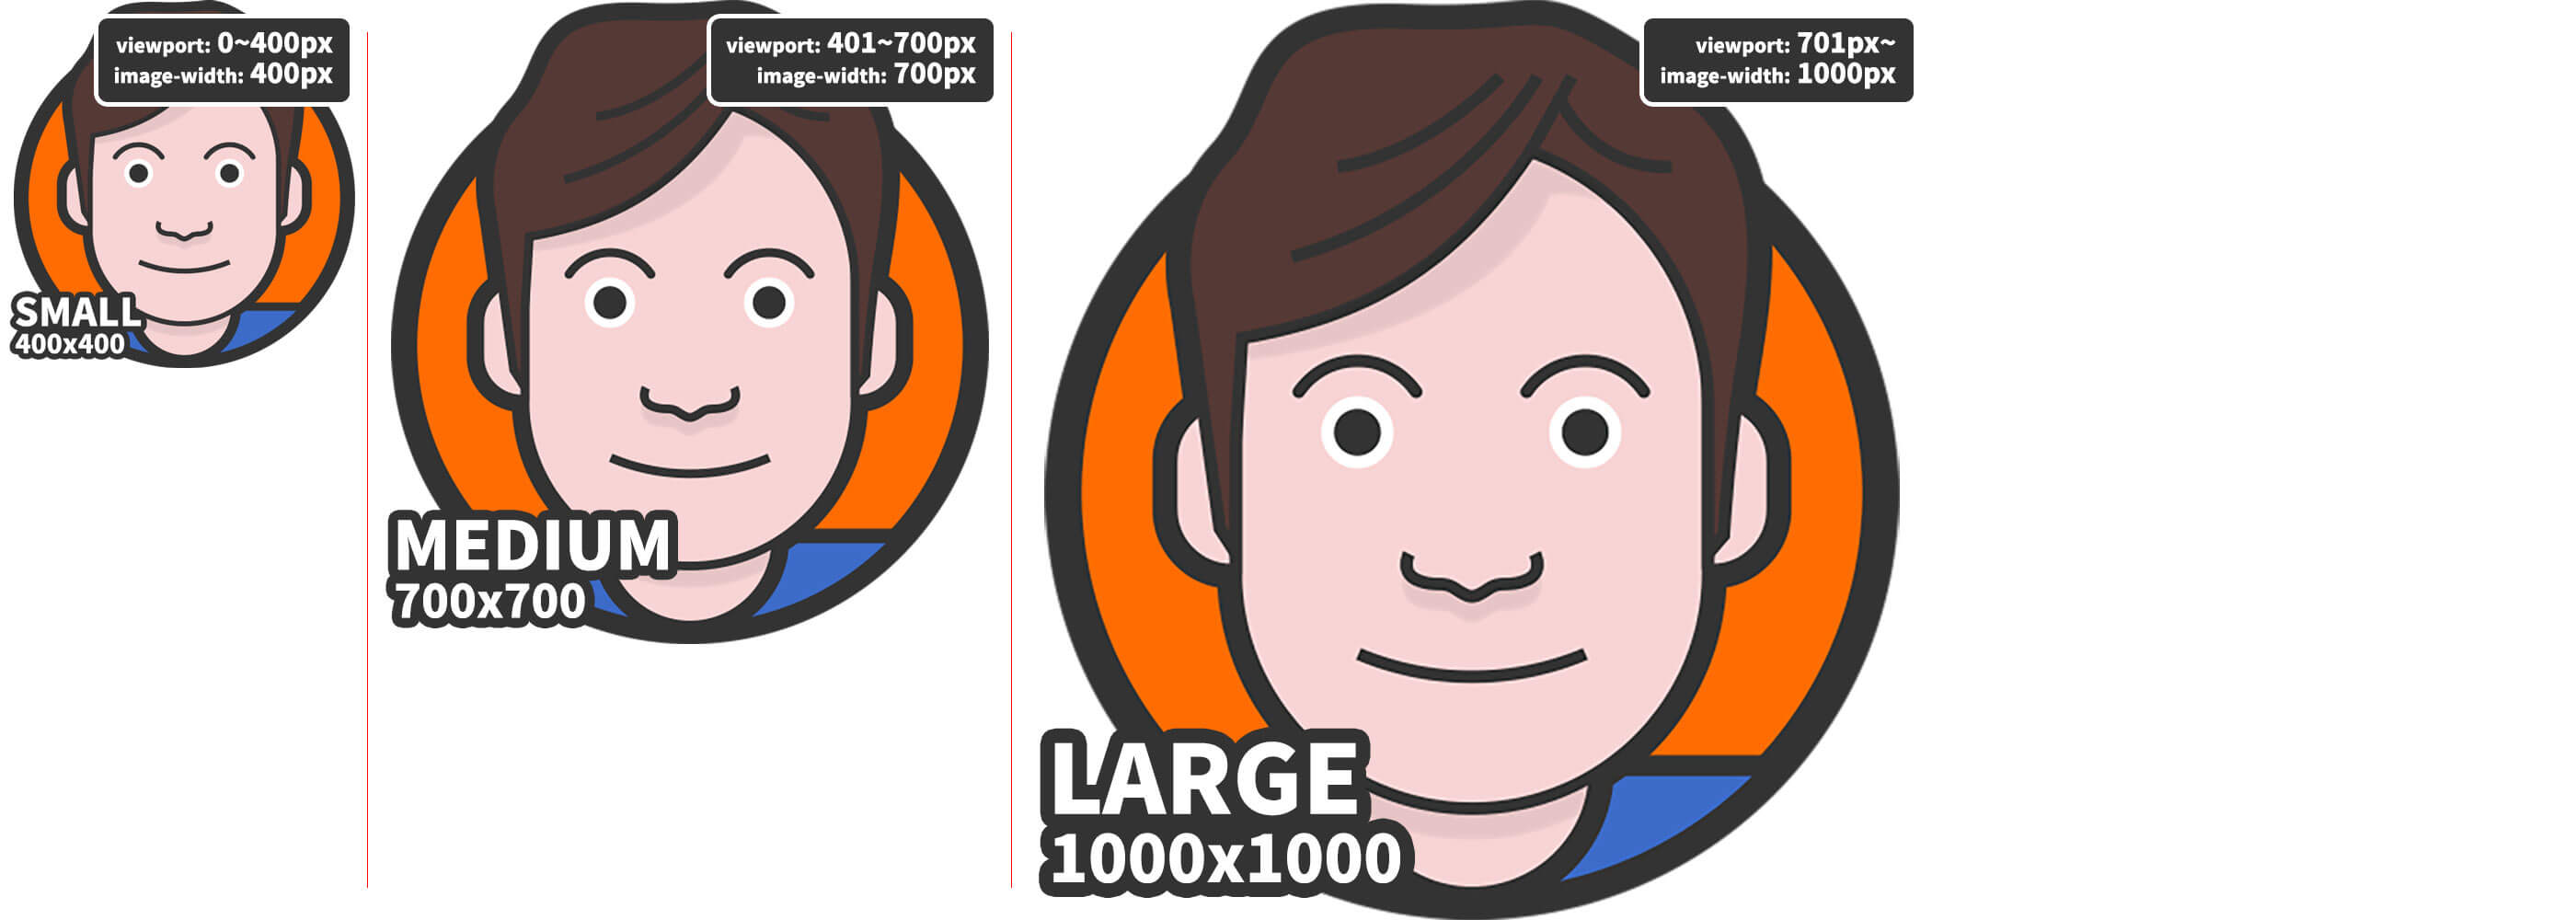 viewport: 0~400px
image-width: 400px
SMALL
400x400
viewport: 401~700px
image-width: 700px
MEDIUM
700x700
viewport: 701px~
image-width: 1000px
LARGE
1000x1000